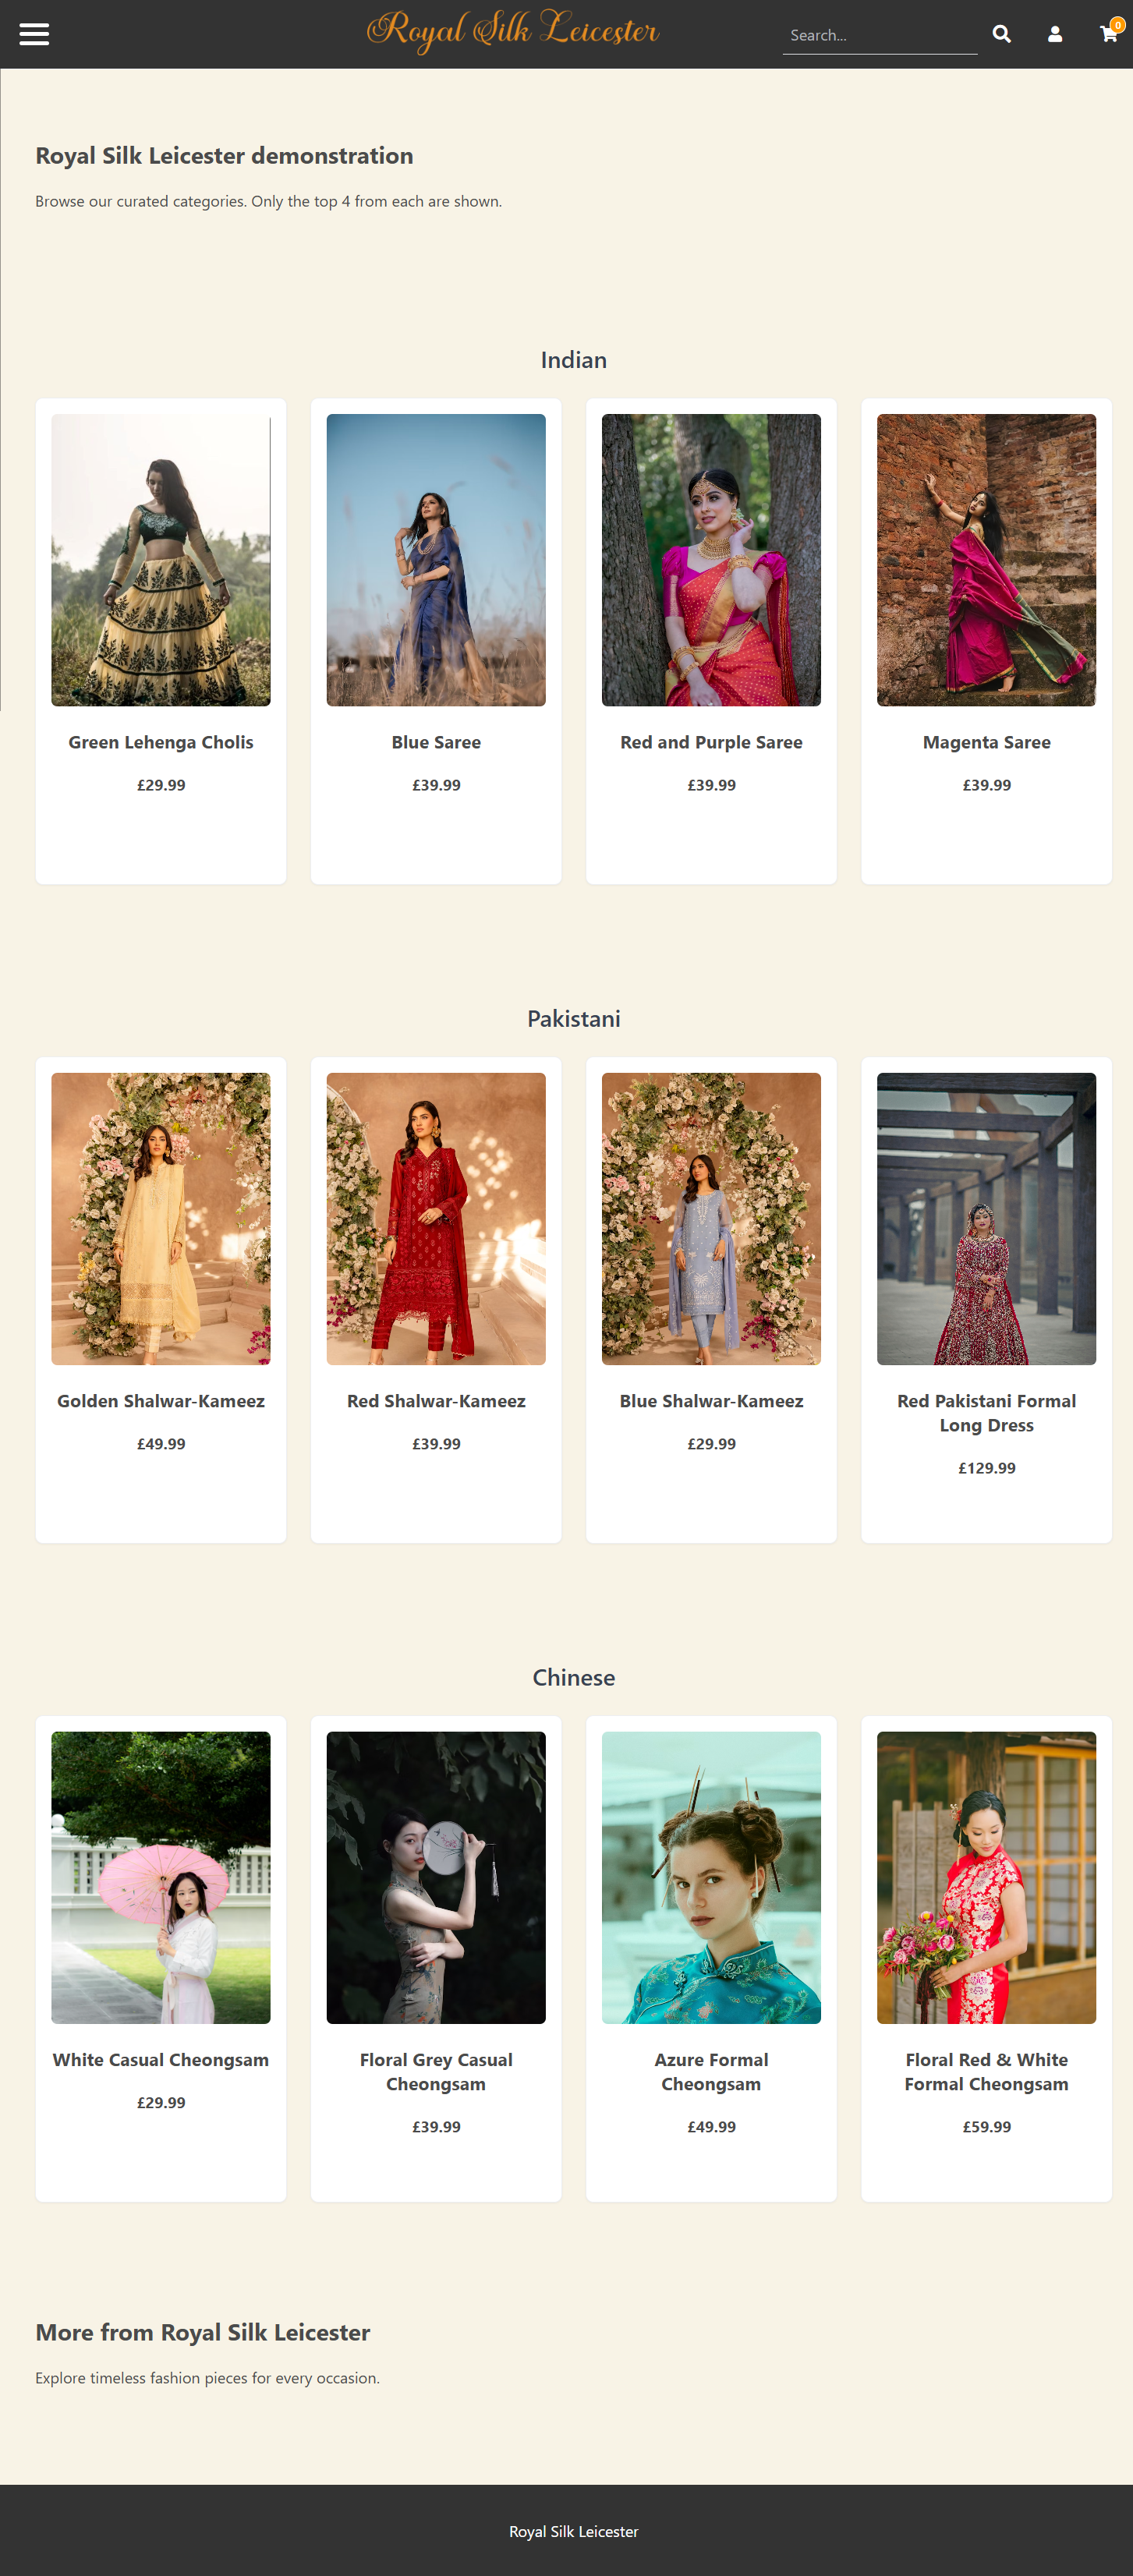 Royal Silk Leicester
Search...
0
Royal Silk Leicester demonstration
Browse our curated categories. Only the top 4 from each are shown.
Indian
Green Lehenga Cholis
£29.99
Blue Saree
£39.99
Red and Purple Saree
£39.99
Magenta Saree
£39.99
Pakistani
Golden Shalwar-Kameez
£49.99
Red Shalwar-Kameez
£39.99
Blue Shalwar-Kameez
£29.99
Red Pakistani Formal
Long Dress
£129.99
Chinese
White Casual Cheongsam
£29.99
Floral Grey Casual
Cheongsam
£39.99
Azure Formal
Cheongsam
£49.99
Floral Red & White
Formal Cheongsam
£59.99
More from Royal Silk Leicester
Explore timeless fashion pieces for every occasion.
Royal Silk Leicester